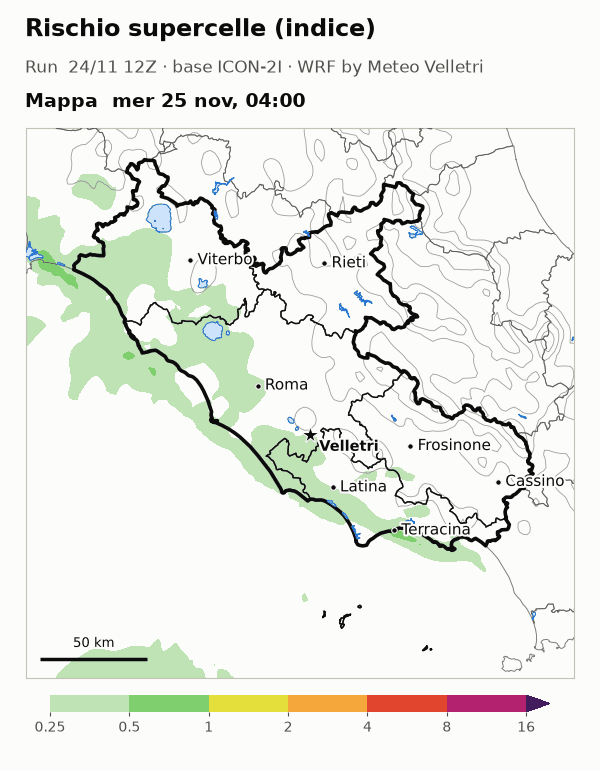 Rischio supercelle (indice)
Run  24/11 12Z · base ICON-2I · WRF by Meteo Velletri
Mappa  mer 25 nov, 04:00
Viterbo
Rieti
Roma
Velletri
Frosinone
Cassino
Latina
Terracina
50 km
0.25 0.5 1 2 4 8 16